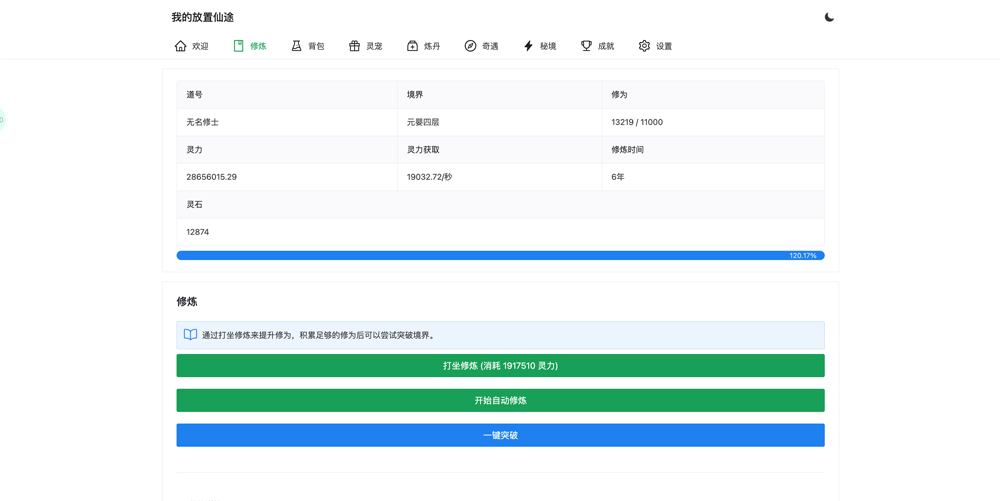 我的放置仙途
欢迎 修炼 背包 灵宠 炼丹 奇遇 秘境 成就 设置
道号 境界 修为
无名修士 元婴四层 13219 / 11000
灵力 灵力获取 修炼时间
28656015.29 19032.72/秒 6年
灵石
12874
120.17%
修炼
通过打坐修炼来提升修为，积累足够的修为后可以尝试突破境界。
打坐修炼 (消耗 1917510 灵力)
开始自动修炼
一键突破